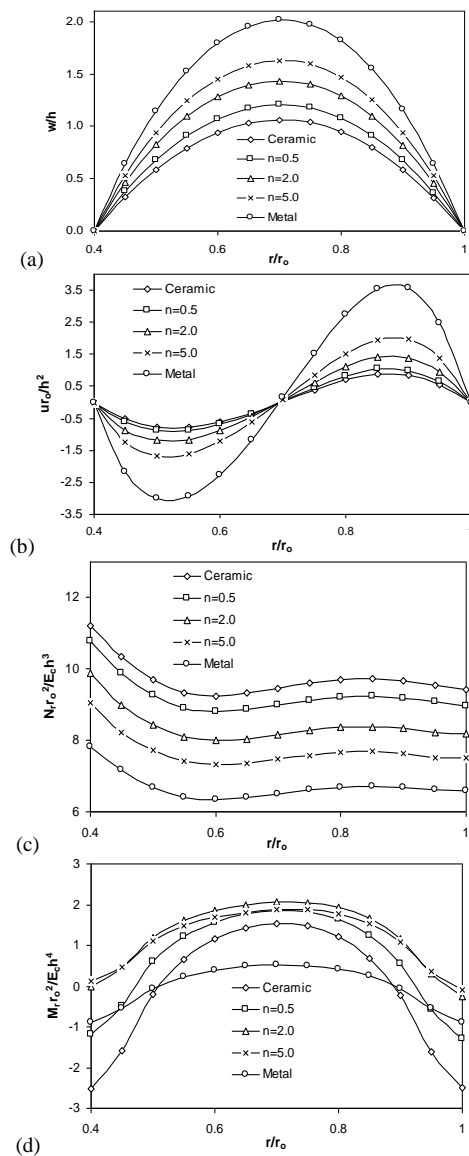 2.0
1.5
1.0
0.5
0.0
w/h
Ceramic
n=0.5
n=2.0
n=5.0
Metal
0.4 0.6 0.8 1
r/rₒ
(a)
3.5
2.5
1.5
0.5
-0.5
-1.5
-2.5
-3.5
urₒ/h²
Ceramic
n=0.5
n=2.0
n=5.0
Metal
0.4 0.6 0.8 1
r/rₒ
(b)
12
10
8
6
Nᵣrₒ²/E꜀h³
Ceramic
n=0.5
n=2.0
n=5.0
Metal
0.4 0.6 0.8 1
r/rₒ
(c)
3
2
1
0
-1
-2
-3
Mᵣrₒ²/E꜀h⁴
Ceramic
n=0.5
n=2.0
n=5.0
Metal
0.4 0.6 0.8 1
r/rₒ
(d)